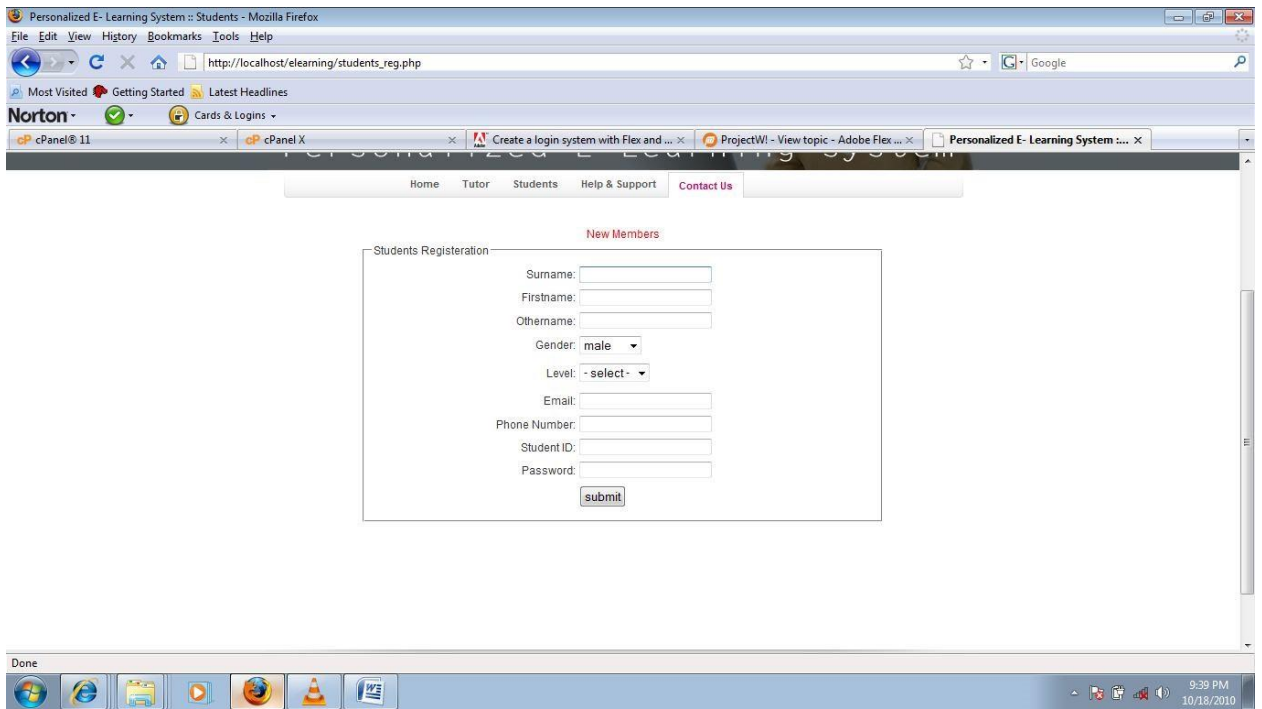 Personalized E- Learning System :: Students - Mozilla Firefox
File Edit View History Bookmarks Tools Help
http://localhost/elearning/students_reg.php
Google
Most Visited Getting Started Latest Headlines
Norton Cards & Logins
cPanel® 11
cPanel X
Create a login system with Flex and ...
ProjectW! - View topic - Adobe Flex ...
Personalized E- Learning System :...
Personalized E-Learning System
Home Tutor Students Help & Support Contact Us
New Members
Students Registeration
Surname:
Firstname:
Othername:
Gender: male
Level: - select -
Email:
Phone Number:
Student ID:
Password:
submit
Done
9:39 PM
10/18/2010